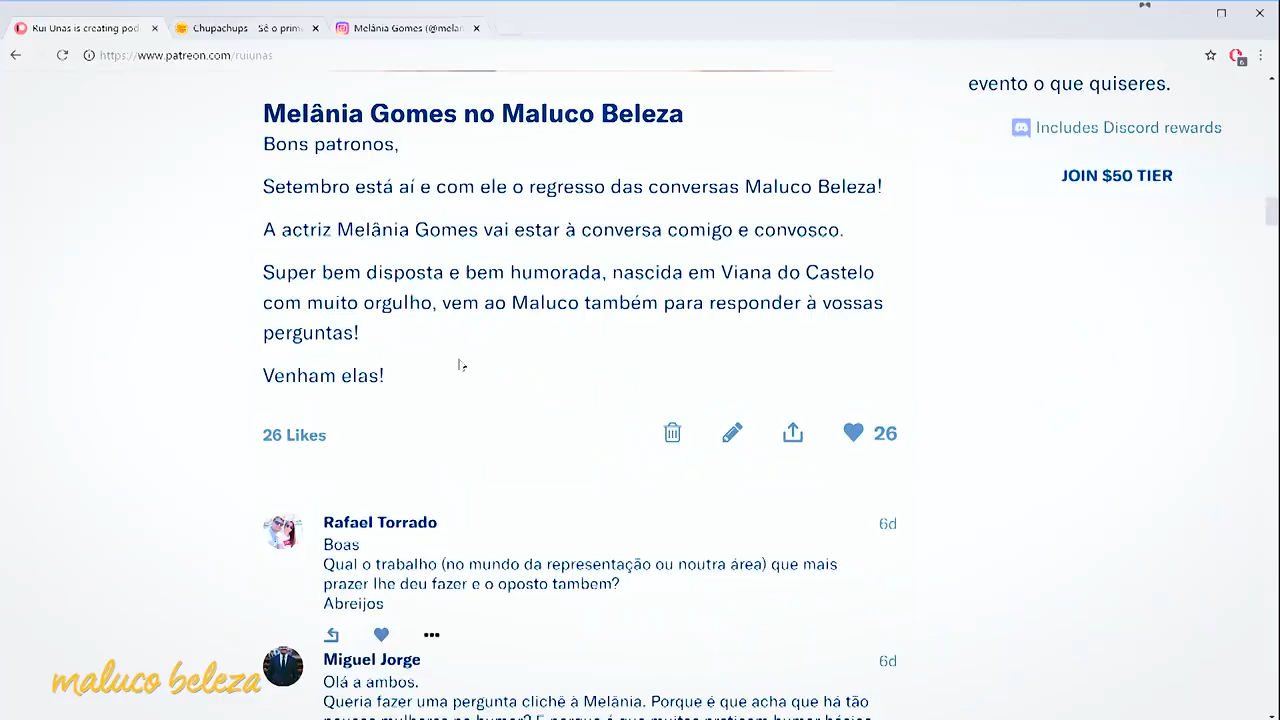 Rui Unas is creating pod
Chupachups Sê o prim
Melânia Gomes (@melan
https://www.patreon.com/ruiunas
evento o que quiseres.
Includes Discord rewards
JOIN $50 TIER
Melânia Gomes no Maluco Beleza
Bons patronos,
Setembro está aí e com ele o regresso das conversas Maluco Beleza!
A actriz Melânia Gomes vai estar à conversa comigo e convosco.
Super bem disposta e bem humorada, nascida em Viana do Castelo
com muito orgulho, vem ao Maluco também para responder à vossas
perguntas!
Venham elas!
26 Likes
26
Rafael Torrado
6d
Boas
Qual o trabalho (no mundo da representação ou noutra área) que mais
prazer lhe deu fazer e o oposto tambem?
Abreijos
Miguel Jorge
6d
Olá a ambos.
Queria fazer uma pergunta clichê à Melânia. Porque é que acha que há tão
maluco beleza